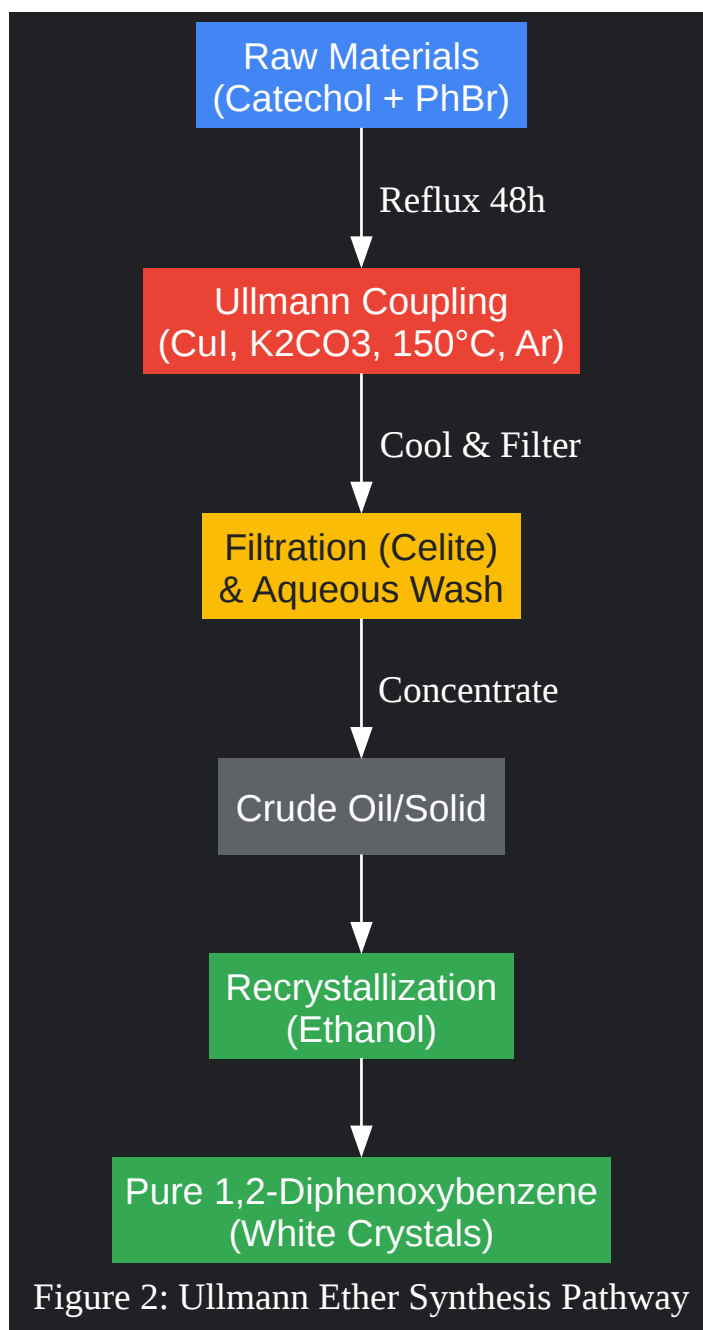 Raw Materials
(Catechol + PhBr)
Reflux 48h
Ullmann Coupling
(CuI, K2CO3, 150°C, Ar)
Cool & Filter
Filtration (Celite)
& Aqueous Wash
Concentrate
Crude Oil/Solid
Recrystallization
(Ethanol)
Pure 1,2-Diphenoxybenzene
(White Crystals)
Figure 2: Ullmann Ether Synthesis Pathway